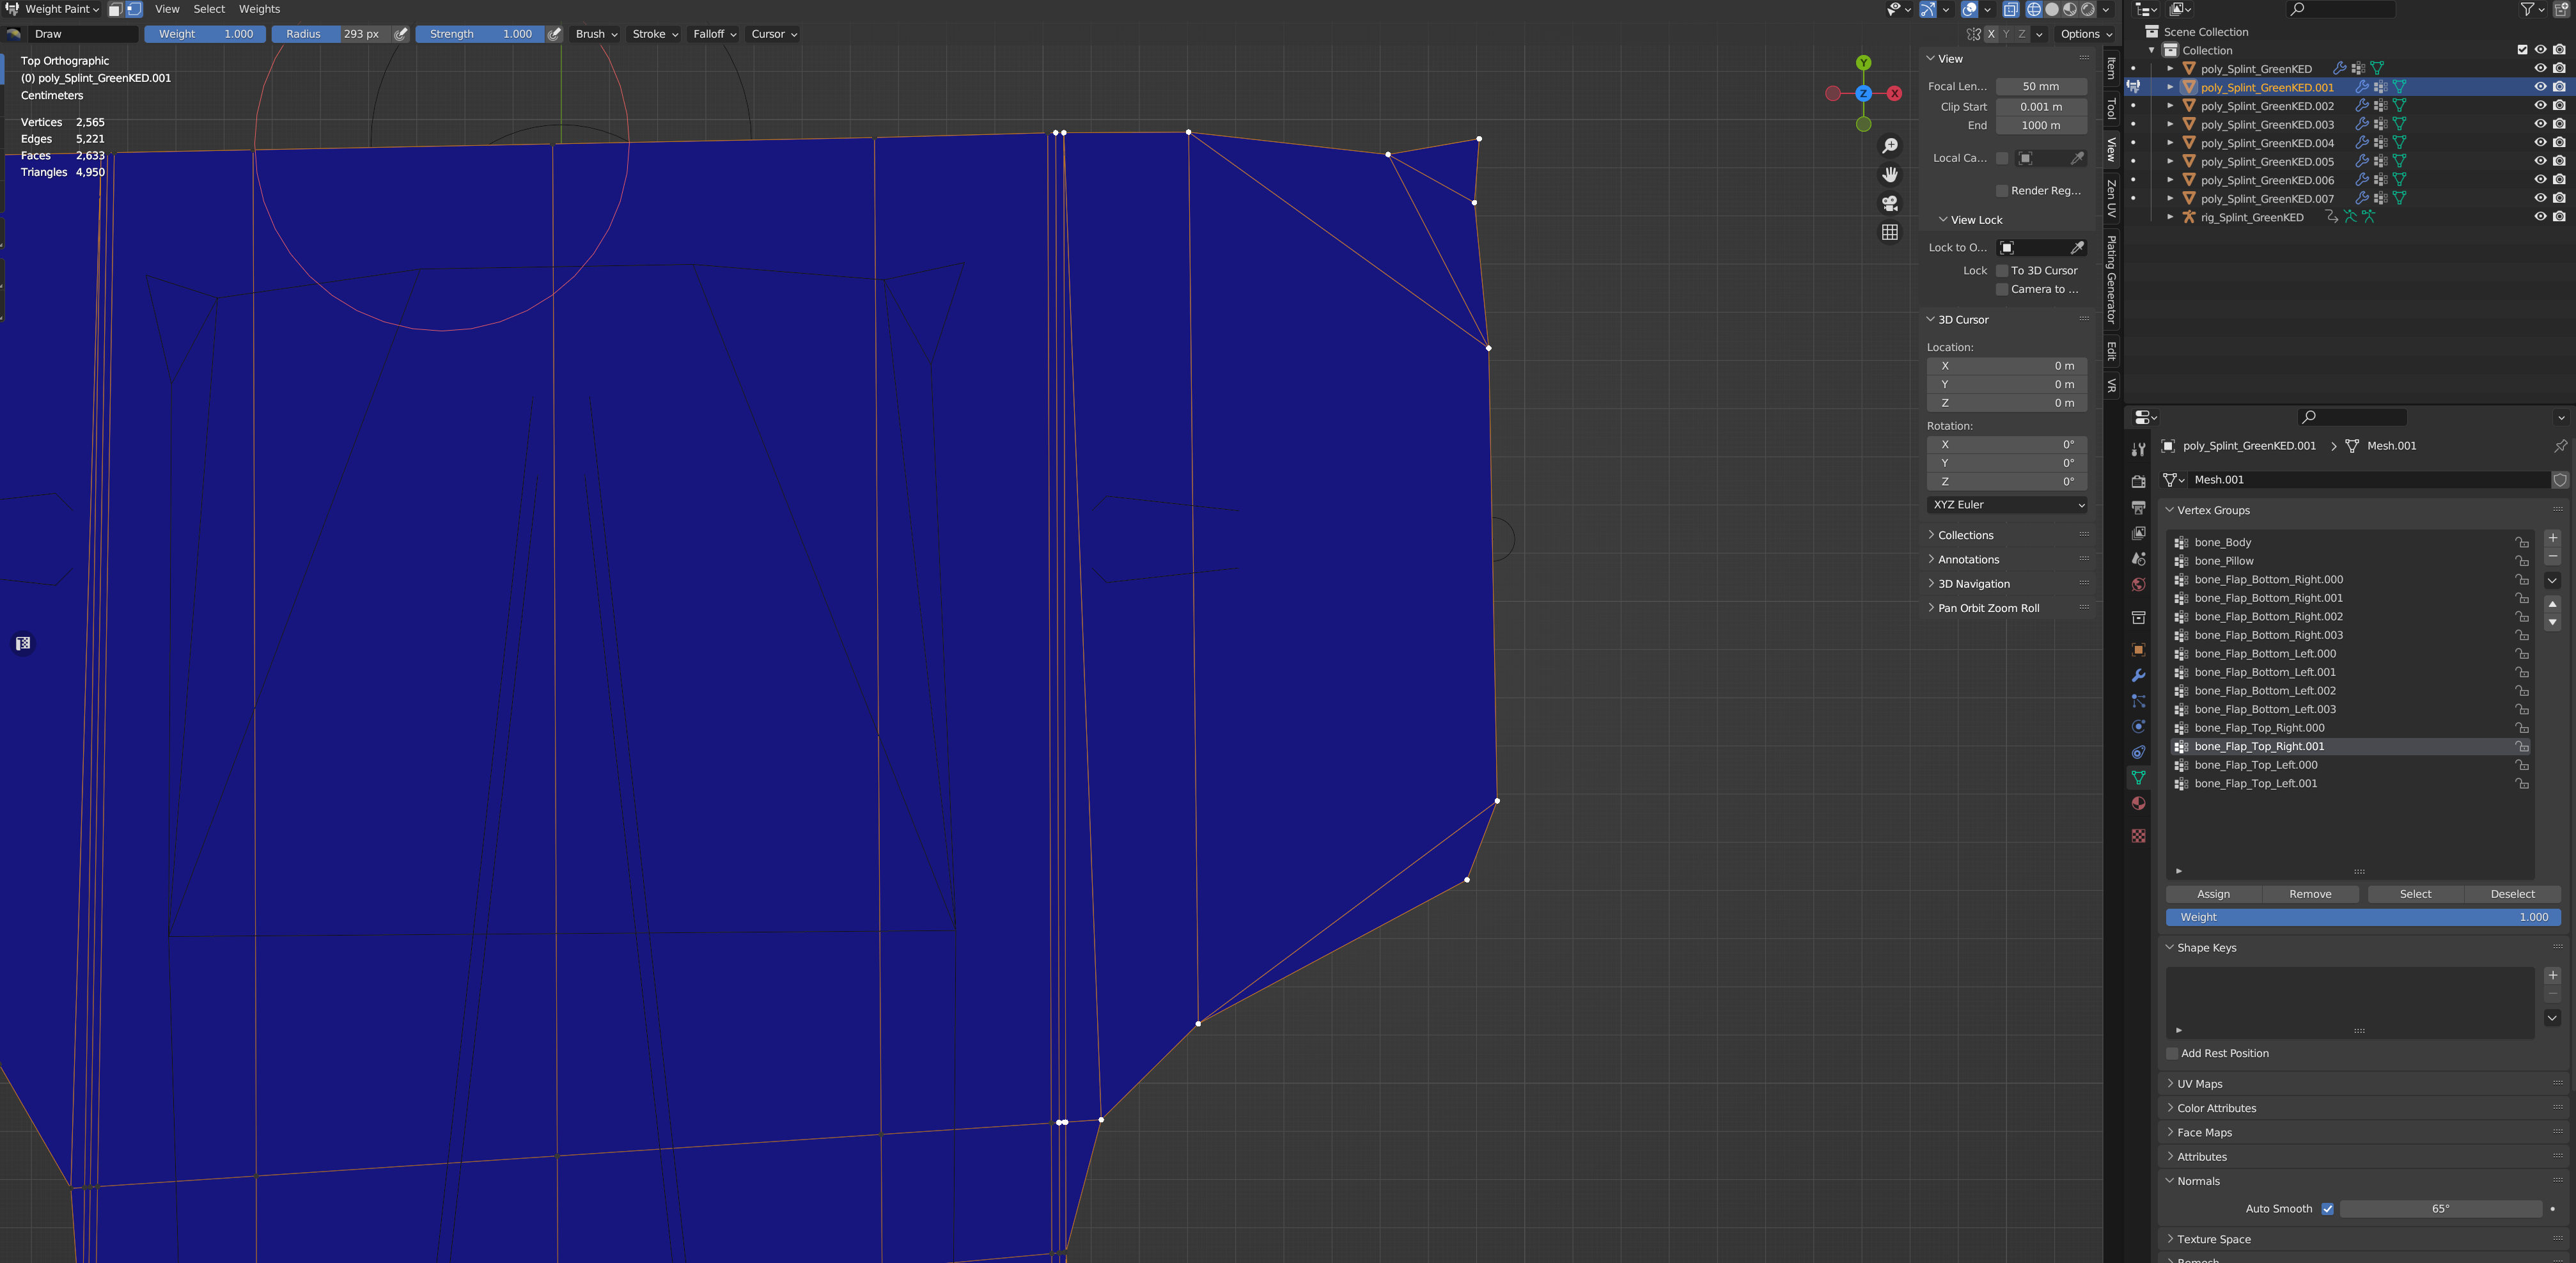 Weight Paint View Select Weights
Draw Weight 1.000 Radius 293 px Strength 1.000 Brush Stroke Falloff Cursor X Y Z Options
Top Orthographic
(0) poly_Splint_GreenKED.001
Centimeters
Vertices 2,565
Edges 5,221
Faces 2,633
Triangles 4,950
Y
Z X
View
Focal Len... 50 mm
Clip Start 0.001 m
End 1000 m
Local Ca...
Render Reg...
View Lock
Lock to O...
Lock To 3D Cursor
Camera to ...
3D Cursor
Location:
X 0 m
Y 0 m
Z 0 m
Rotation:
X 0°
Y 0°
Z 0°
XYZ Euler
Collections
Annotations
3D Navigation
Pan Orbit Zoom Roll
Item
Tool
View
Zen UV
Plating Generator
Edit
VR
Scene Collection
Collection
poly_Splint_GreenKED
poly_Splint_GreenKED.001
poly_Splint_GreenKED.002
poly_Splint_GreenKED.003
poly_Splint_GreenKED.004
poly_Splint_GreenKED.005
poly_Splint_GreenKED.006
poly_Splint_GreenKED.007
rig_Splint_GreenKED
poly_Splint_GreenKED.001 > Mesh.001
Mesh.001
Vertex Groups
bone_Body
bone_Pillow
bone_Flap_Bottom_Right.000
bone_Flap_Bottom_Right.001
bone_Flap_Bottom_Right.002
bone_Flap_Bottom_Right.003
bone_Flap_Bottom_Left.000
bone_Flap_Bottom_Left.001
bone_Flap_Bottom_Left.002
bone_Flap_Bottom_Left.003
bone_Flap_Top_Right.000
bone_Flap_Top_Right.001
bone_Flap_Top_Left.000
bone_Flap_Top_Left.001
Assign Remove Select Deselect
Weight 1.000
Shape Keys
Add Rest Position
UV Maps
Color Attributes
Face Maps
Attributes
Normals
Auto Smooth 65°
Texture Space